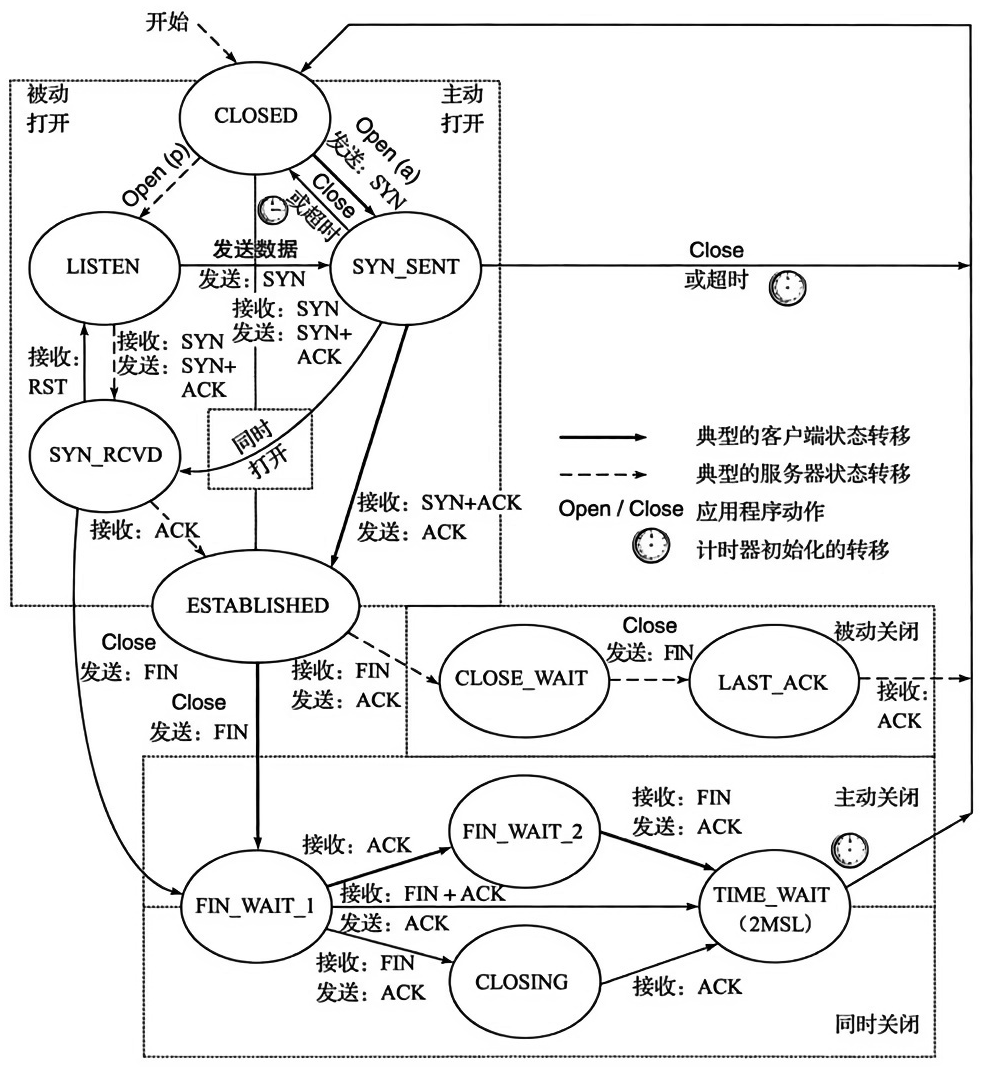 开始
被动
打开
主动
打开
CLOSED
Open (p)
Open (a)
发送：SYN
Close
或超时
LISTEN
发送数据
发送：SYN
SYN_SENT
Close
或超时
接收：SYN
发送：SYN+
ACK
接收：
RST
接收：SYN
发送：SYN+
ACK
SYN_RCVD
同时
打开
接收：ACK
接收：SYN+ACK
发送：ACK
典型的客户端状态转移
典型的服务器状态转移
Open / Close 应用程序动作
计时器初始化的转移
ESTABLISHED
Close
发送：FIN
Close
发送：FIN
接收：FIN
发送：ACK
被动关闭
CLOSE_WAIT
Close
发送：FIN
LAST_ACK
接收：
ACK
主动关闭
接收：ACK
FIN_WAIT_2
接收：FIN
发送：ACK
FIN_WAIT_1
接收：FIN + ACK
发送：ACK
TIME_WAIT
（2MSL）
接收：FIN
发送：ACK
CLOSING
接收：ACK
同时关闭